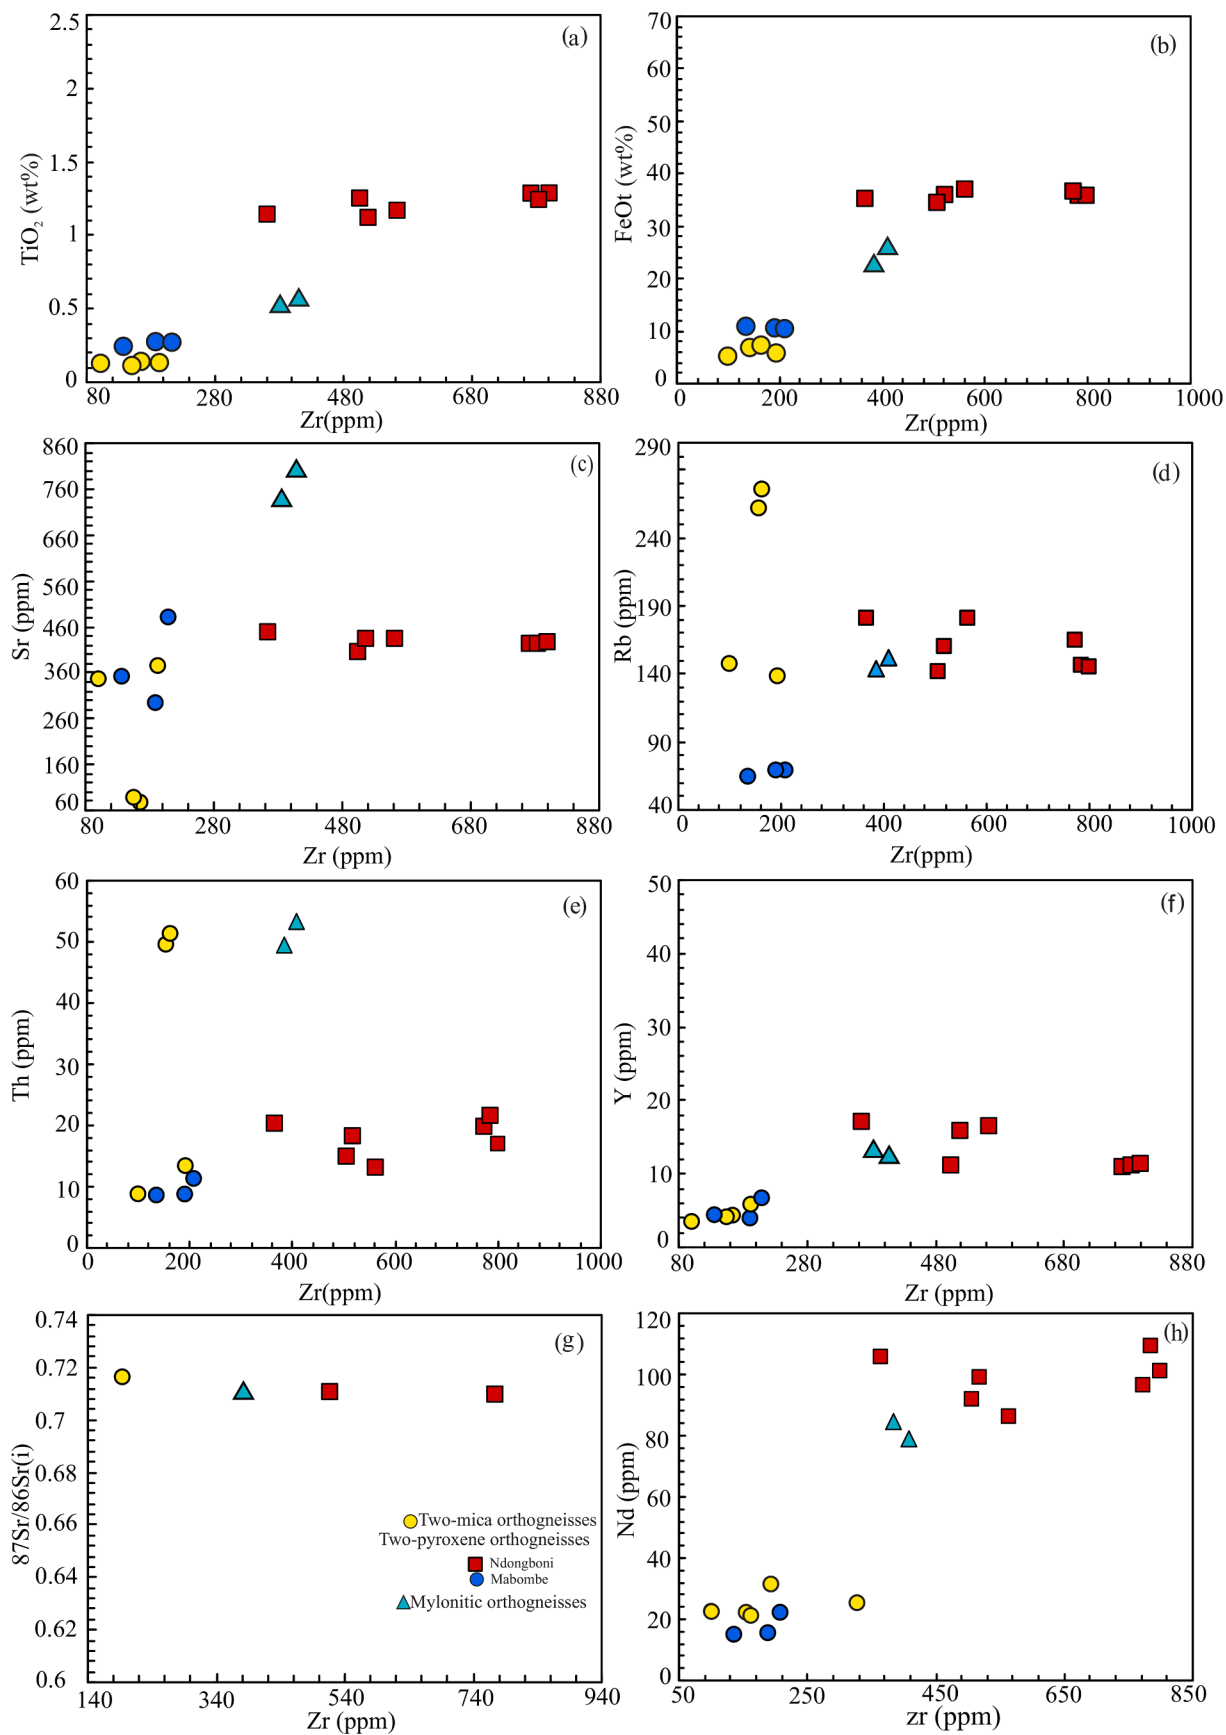 2.5
2
1.5
1
0.5
0
TiO2 (wt%)
(a)
80 280 480 680 880
Zr(ppm)
70
60
50
40
30
20
10
0
FeOt (wt%)
(b)
0 200 400 600 800 1000
Zr(ppm)
860
760
660
560
460
360
260
160
60
Sr (ppm)
(c)
80 280 480 680 880
Zr (ppm)
290
240
190
140
90
40
Rb (ppm)
(d)
0 200 400 600 800 1000
Zr(ppm)
60
50
40
30
20
10
0
Th (ppm)
(e)
0 200 400 600 800 1000
Zr(ppm)
50
40
30
20
10
0
Y (ppm)
(f)
80 280 480 680 880
Zr (ppm)
0.74
0.72
0.7
0.68
0.66
0.64
0.62
0.6
87Sr/86Sr(i)
(g)
Two-mica orthogneisses
Two-pyroxene orthogneisses
Ndongboni
Mabombe
Mylonitic orthogneisses
140 340 540 740 940
Zr (ppm)
120
100
80
60
40
20
0
Nd (ppm)
(h)
50 250 450 650 850
zr (ppm)